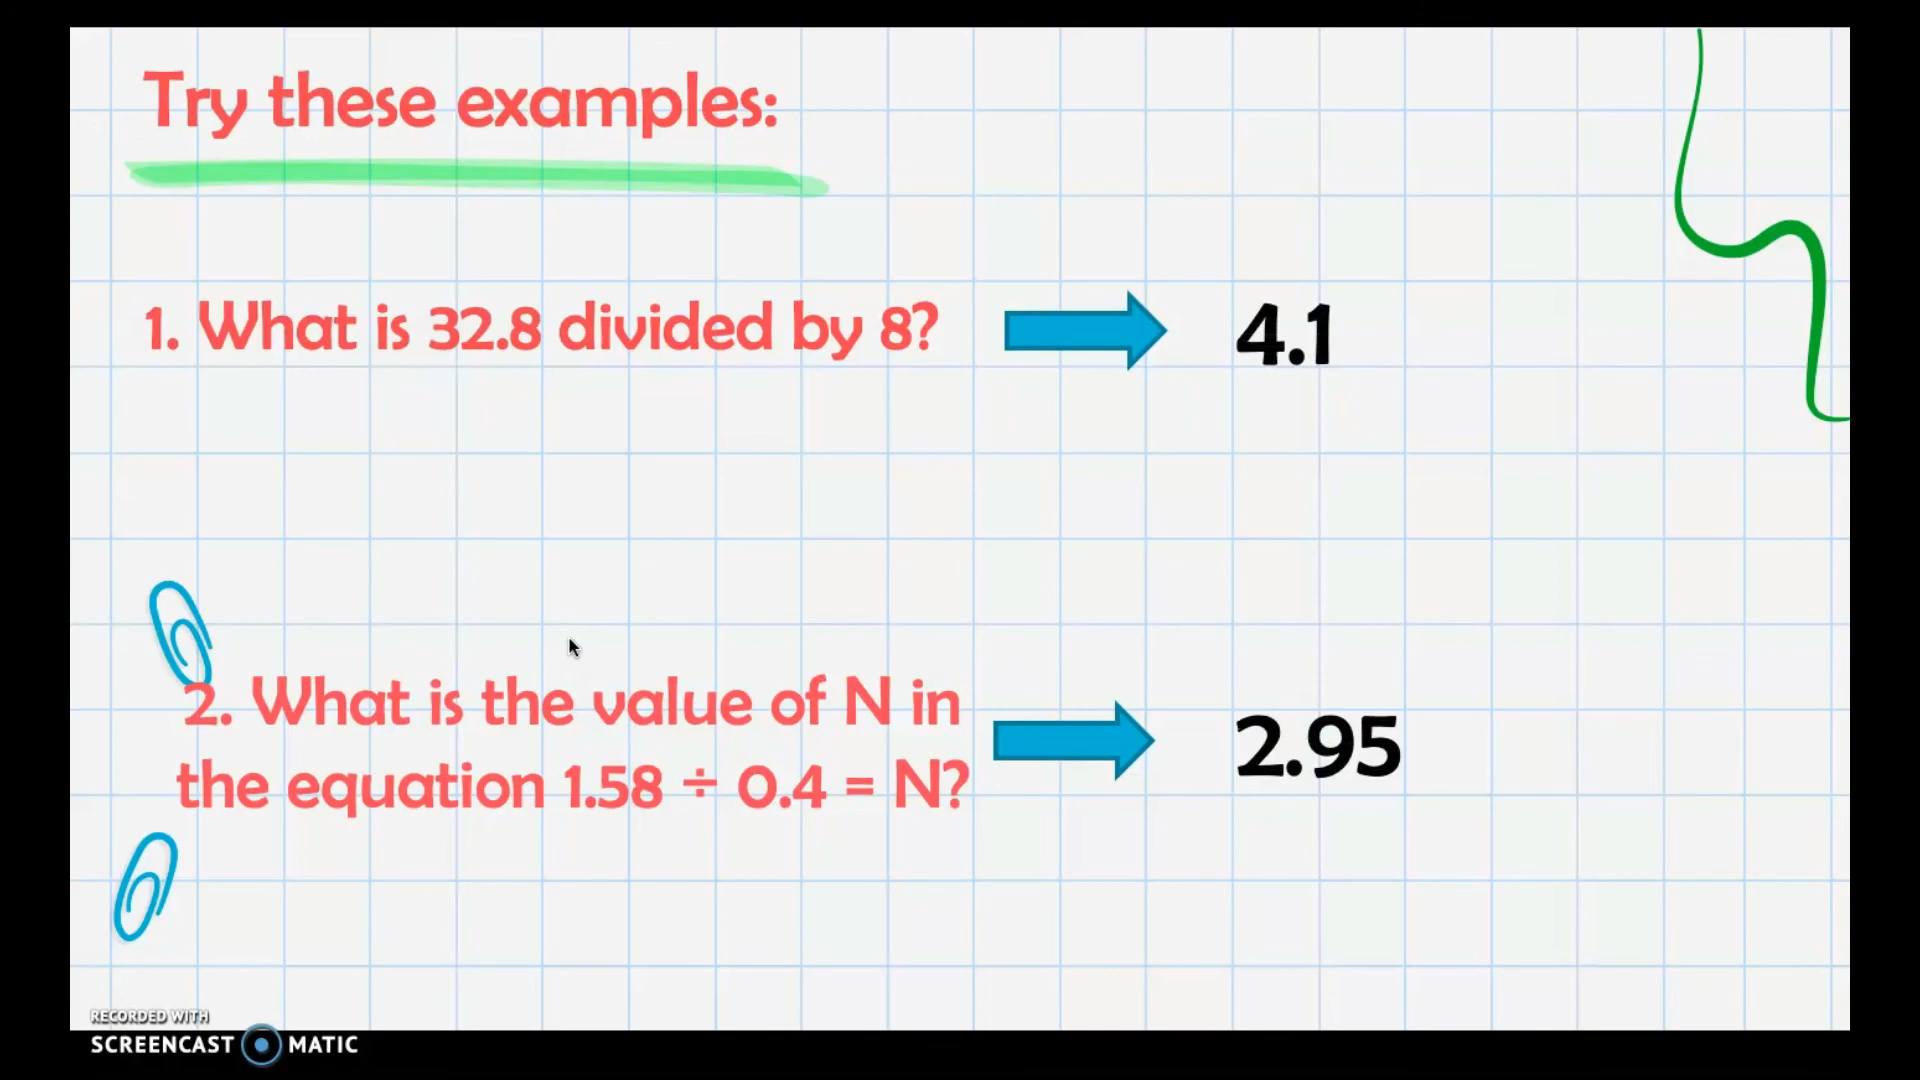 Try these examples:
1. What is 32.8 divided by 8?
4.1
2. What is the value of N in
the equation 1.58 ÷ 0.4 = N?
2.95
RECORDED WITH
SCREENCAST MATIC